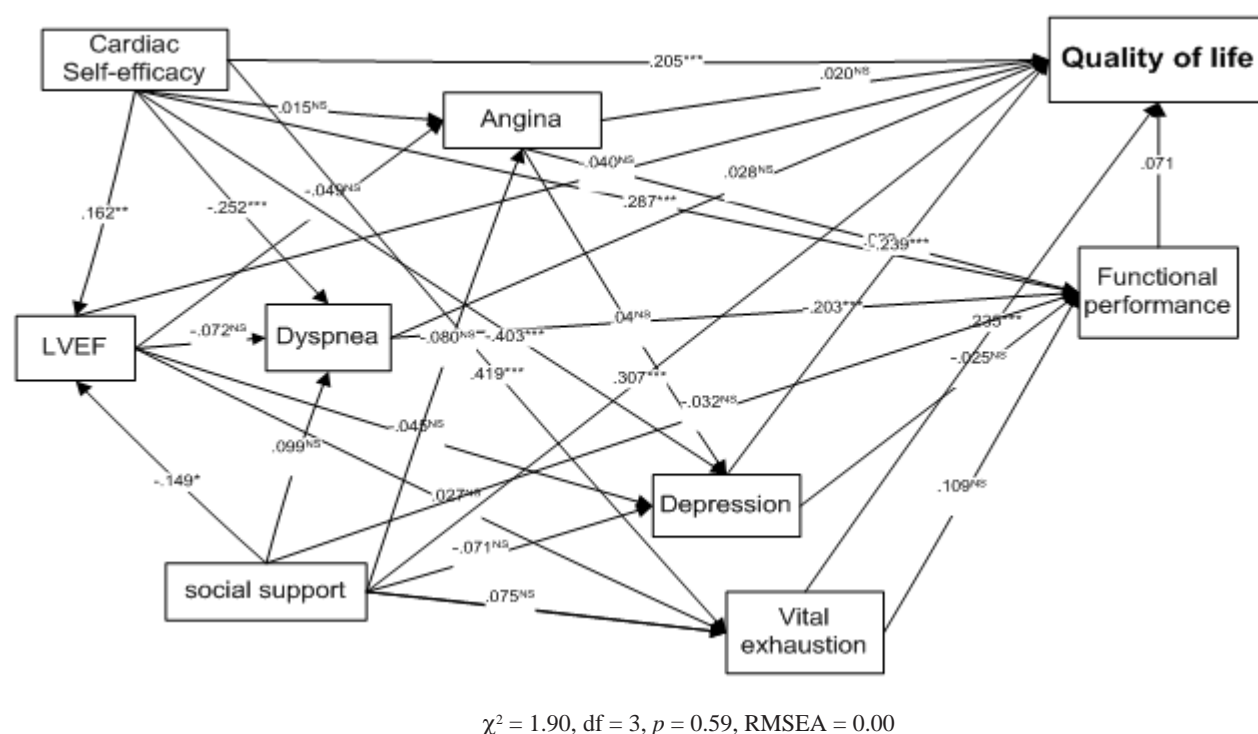 Cardiac
Self-efficacy
Quality of life
.205***
.020NS
.015NS
Angina
-.040NS
.028NS
.071
-.049NS
.287***
.162**
-.252***
-.239***
Functional
performance
LVEF
-.072NS
Dyspnea
-.080NS
-.403***
.04NS
-.203***
.235***
-.025NS
.419***
.307***
-.032NS
-.045NS
.099NS
-.149*
.027NS
Depression
.109NS
-.071NS
social support
.075NS
Vital
exhaustion
χ² = 1.90, df = 3, p = 0.59, RMSEA = 0.00